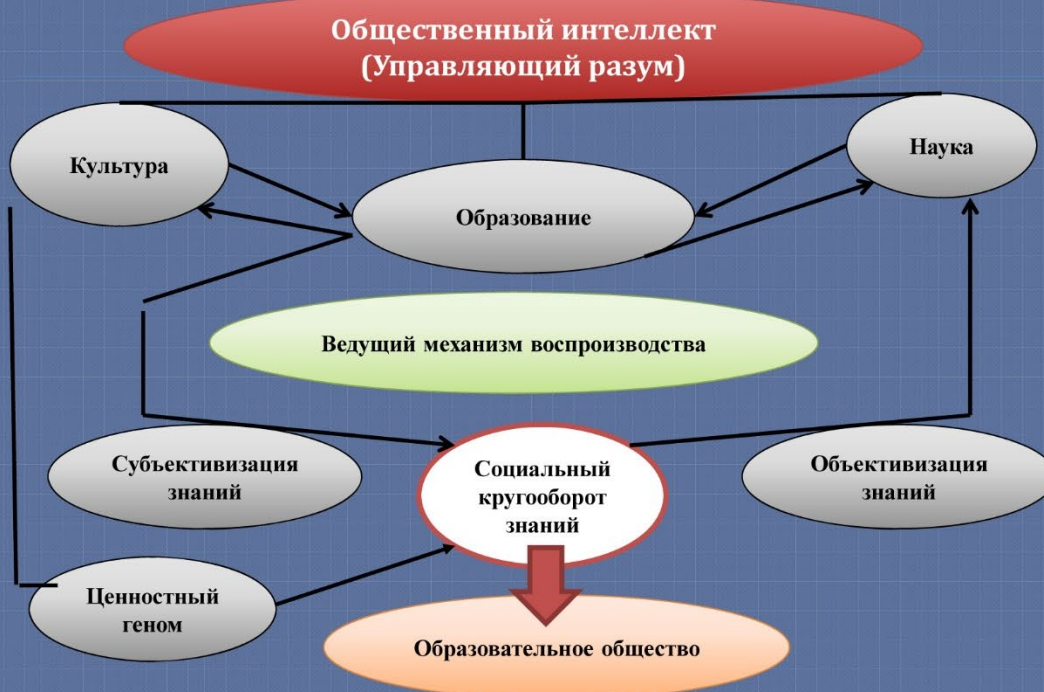 Общественный интеллект
(Управляющий разум)
Культура
Наука
Образование
Ведущий механизм воспроизводства
Субъективизация
знаний
Социальный
кругооборот
знаний
Объективизация
знаний
Ценностный
геном
Образовательное общество